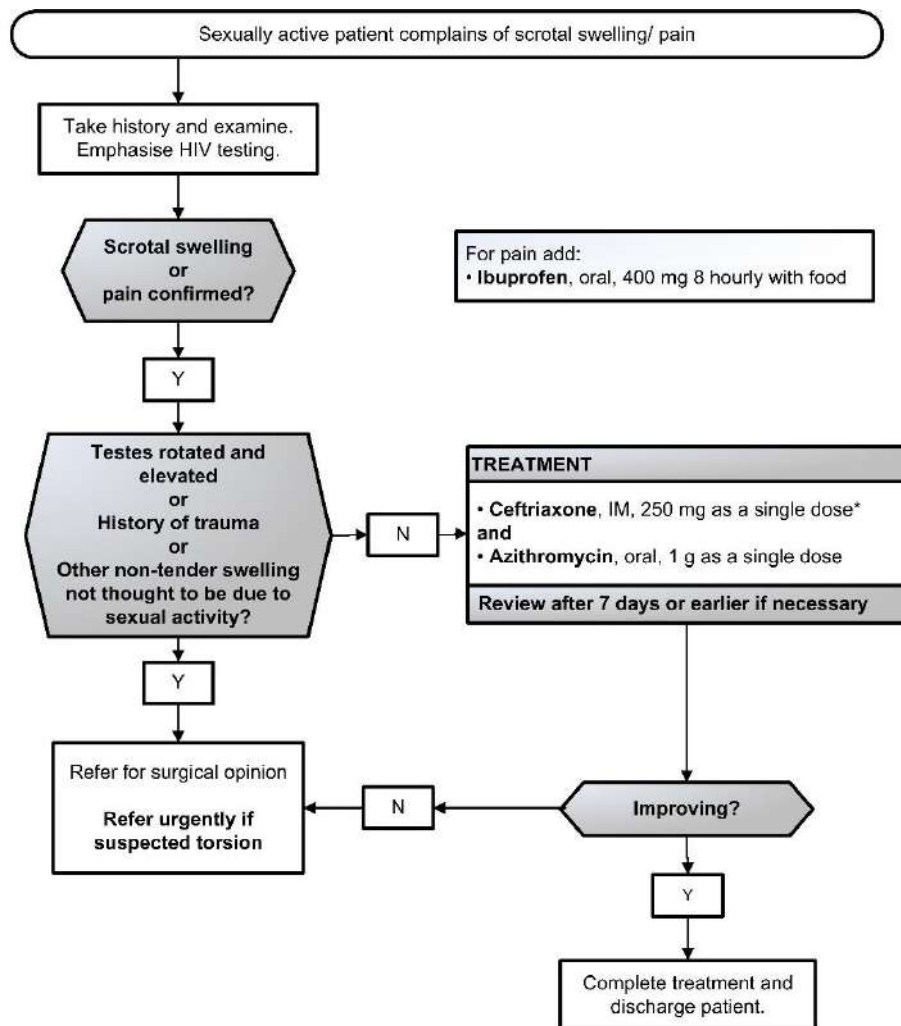 Sexually active patient complains of scrotal swelling/ pain
Take history and examine.
Emphasise HIV testing.
Scrotal swelling
or
pain confirmed?
For pain add:
• Ibuprofen, oral, 400 mg 8 hourly with food
Y
Testes rotated and
elevated
or
History of trauma
or
Other non-tender swelling
not thought to be due to
sexual activity?
N
TREATMENT
• Ceftriaxone, IM, 250 mg as a single dose*
and
• Azithromycin, oral, 1 g as a single dose
Review after 7 days or earlier if necessary
Y
Refer for surgical opinion
Refer urgently if
suspected torsion
N
Improving?
Y
Complete treatment and
discharge patient.